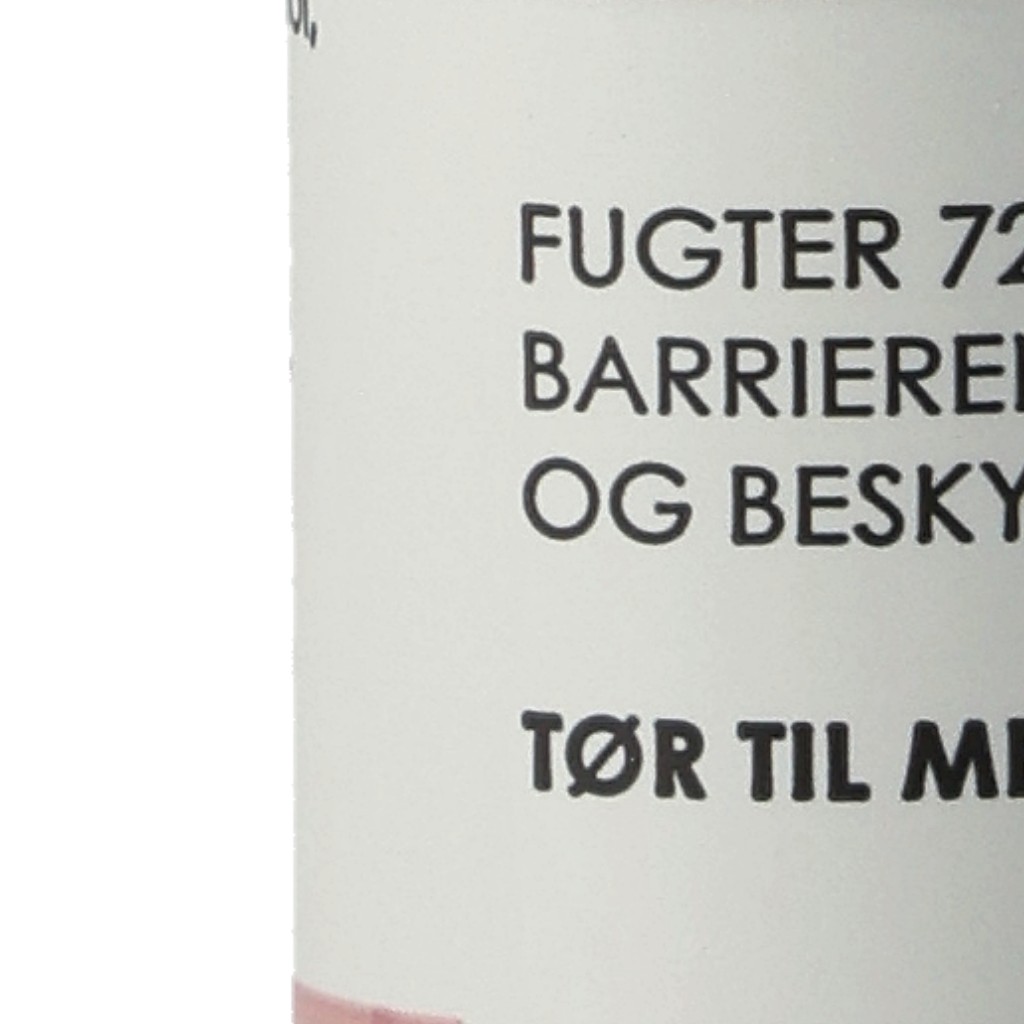 FUGTER 72
BARRIERE
OG BESKY
TØR TIL M